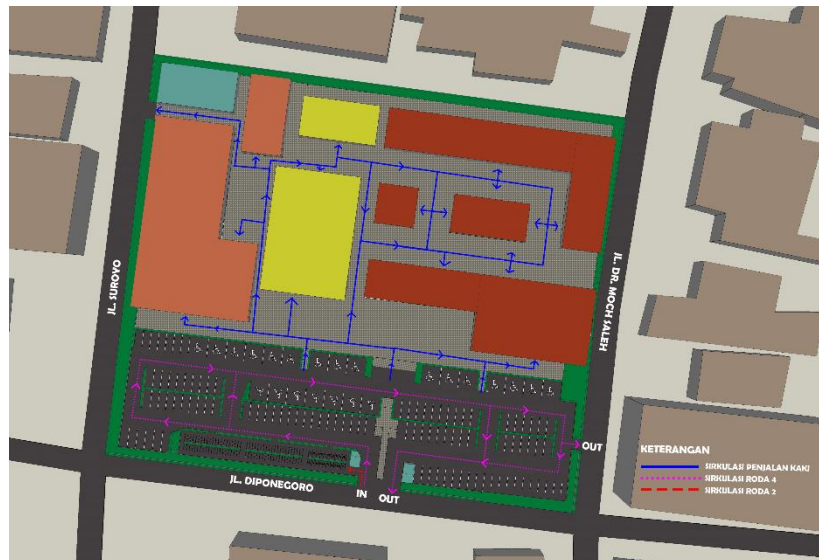 JL. SUROYO
JL. DR. MOCH SALEH
JL. DIPONEGORO
IN
OUT
OUT
KETERANGAN
SIRKULASI PENJALAN KAKI
SIRKULASI RODA 4
SIRKULASI RODA 2